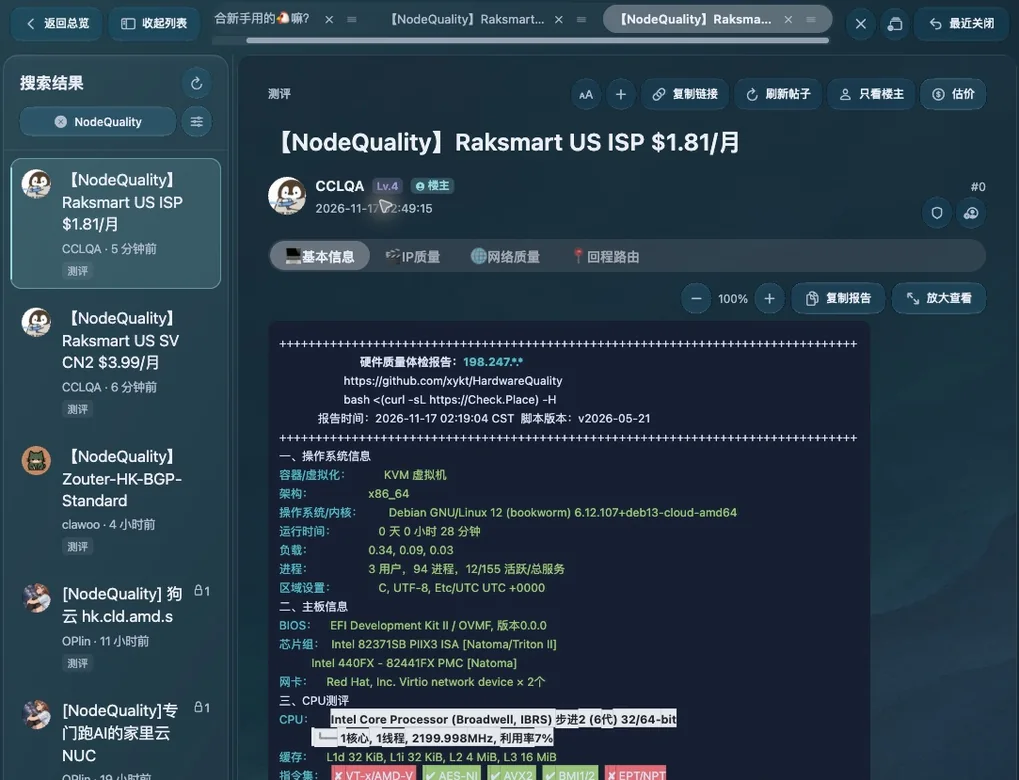 返回总览
收起列表
合新手用的🐴嘛? ×
【NodeQuality】Raksmart... ×
【NodeQuality】Raksma... ×
最近关闭
搜索结果
NodeQuality
【NodeQuality】
Raksmart US ISP
$1.81/月
CCLQA · 5 分钟前
测评
【NodeQuality】
Raksmart US SV
CN2 $3.99/月
CCLQA · 6 分钟前
测评
【NodeQuality】
Zouter-HK-BGP-
Standard
clawoo · 4 小时前
测评
[NodeQuality] 狗 1
云 hk.cld.amd.s
OPlin · 11 小时前
测评
[NodeQuality]专 1
门跑AI的家里云
NUC
OPlin · 19 小时前
测评
AA
+
复制链接
刷新帖子
只看楼主
估价
【NodeQuality】Raksmart US ISP $1.81/月
CCLQA Lv.4 楼主
#0
基本信息 IP质量 网络质量 回程路由
− 100% + 复制报告 放大查看
++++++++++++++++++++++++++++++++++++++++++++++++++++++++++++++++++++++++++++++++
硬件质量体检报告：198.247.*.*
https://github.com/xykt/HardwareQuality
bash <(curl -sL https://Check.Place) -H
报告时间：2026-11-17 02:19:04 CST 脚本版本：v2026-05-21
++++++++++++++++++++++++++++++++++++++++++++++++++++++++++++++++++++++++++++++++
一、操作系统信息
容器/虚拟化： KVM 虚拟机
架构： x86_64
操作系统/内核： Debian GNU/Linux 12 (bookworm) 6.12.107+deb13-cloud-amd64
运行时间： 0 天 0 小时 28 分钟
负载： 0.34, 0.09, 0.03
进程： 3 用户，94 进程，12/155 活跃/总服务
区域设置： C, UTF-8, Etc/UTC UTC +0000
二、主板信息
BIOS： EFI Development Kit II / OVMF, 版本0.0.0
芯片组： Intel 82371SB PIIX3 ISA [Natoma/Triton II]
Intel 440FX - 82441FX PMC [Natoma]
网卡： Red Hat, Inc. Virtio network device × 2个
三、CPU测评
CPU： Intel Core Processor (Broadwell, IBRS) 步进2 (6代) 32/64-bit
└─ 1核心, 1线程, 2199.998MHz, 利用率7%
缓存： L1d 32 KiB, L1i 32 KiB, L2 4 MiB, L3 16 MiB
指令集： ✘ VT-x/AMD-V ✔ AES-NI ✔ AVX2 ✔ BMI1/2 ✘ EPT/NPT